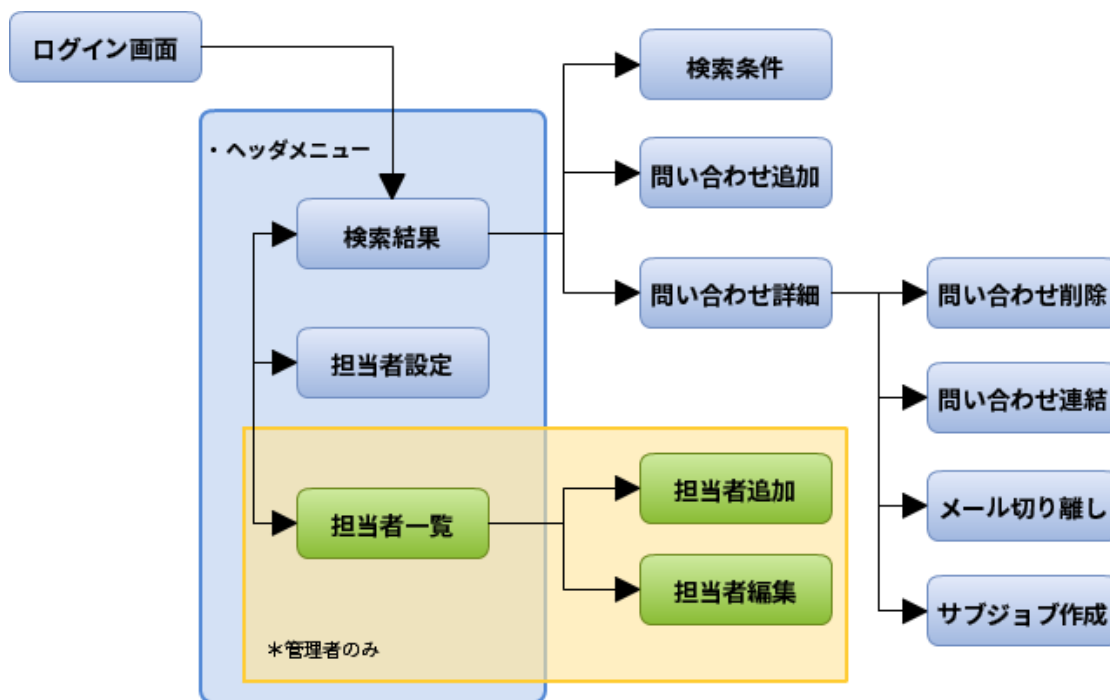 ログイン画面
・ヘッダメニュー
検索結果
担当者設定
担当者一覧
＊管理者のみ
検索条件
問い合わせ追加
問い合わせ詳細
担当者追加
担当者編集
問い合わせ削除
問い合わせ連結
メール切り離し
サブジョブ作成